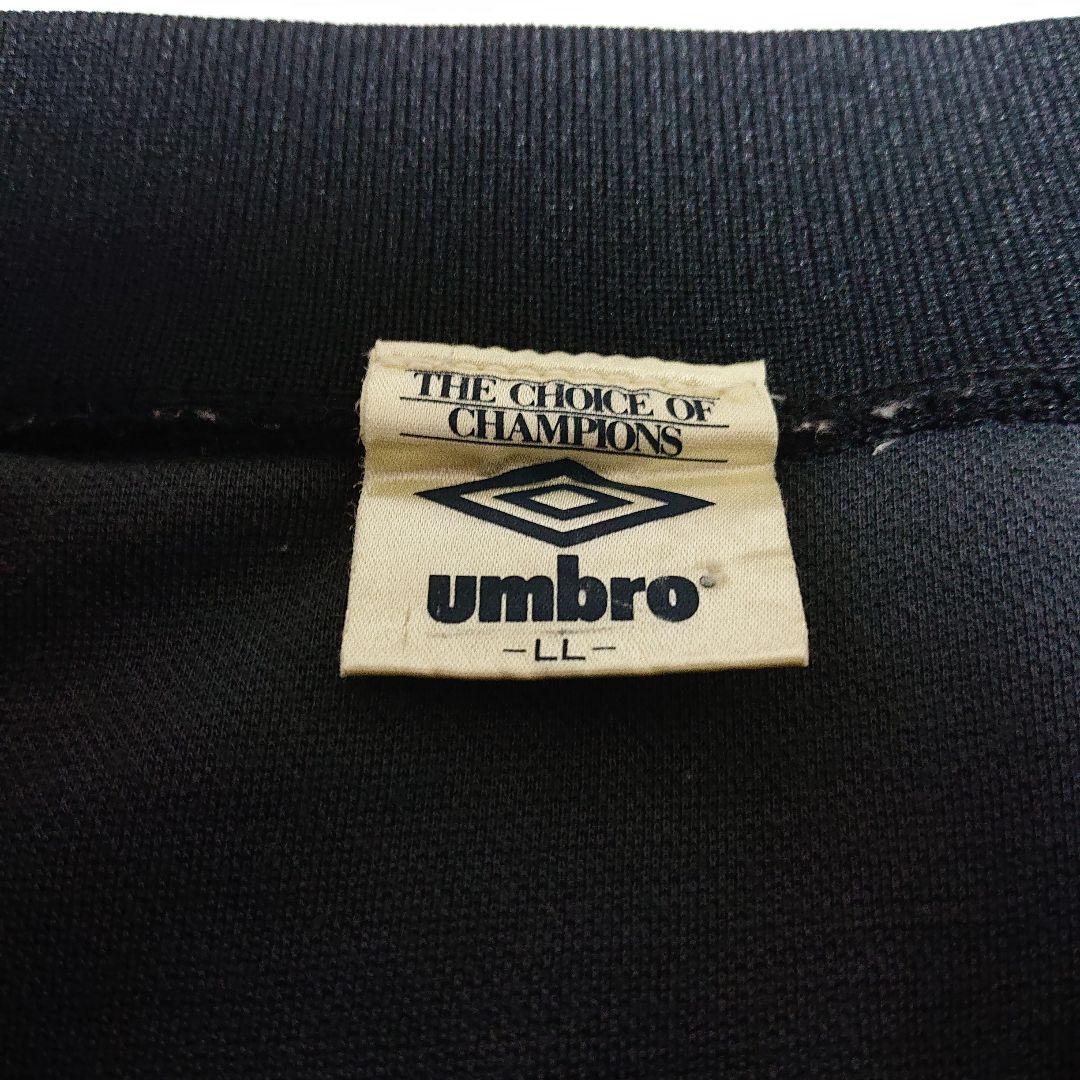 THE CHOICE OF
CHAMPIONS
umbro
-LL-